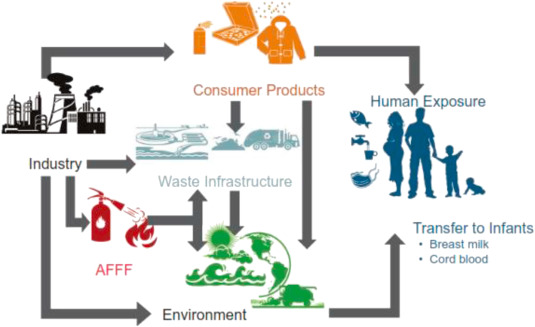 Consumer Products
Human Exposure
Industry
Waste Infrastructure
Transfer to Infants
• Breast milk
• Cord blood
AFFF
Environment